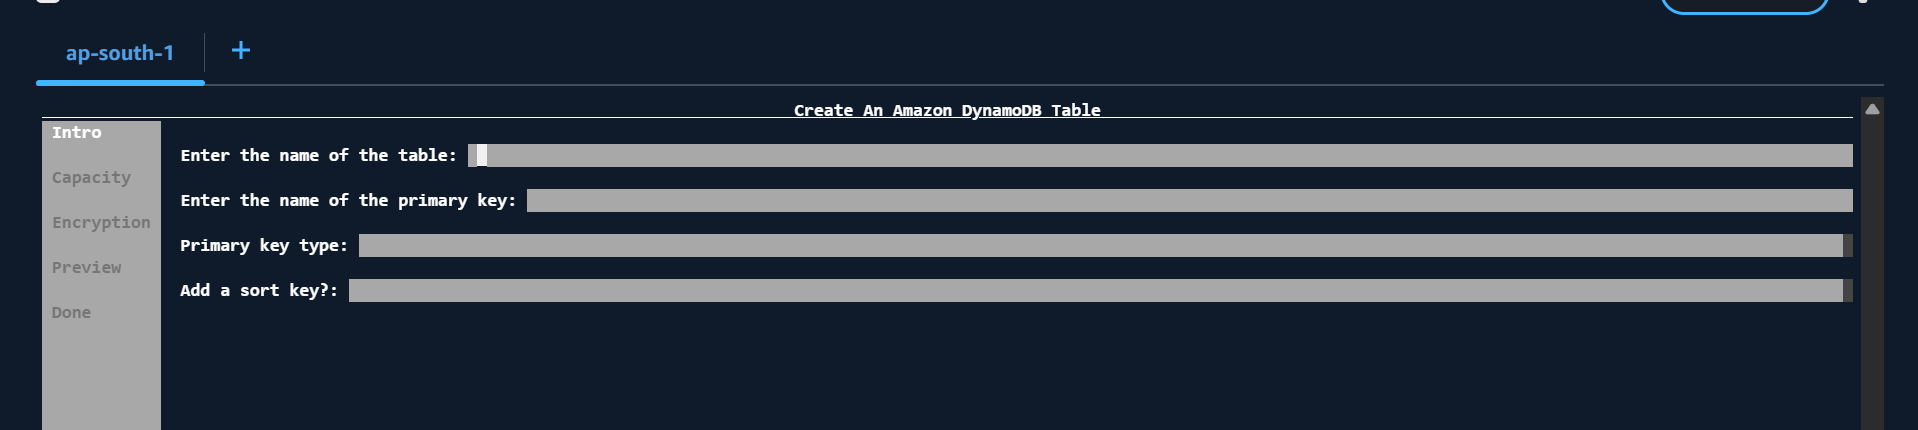 ap-south-1 +
Create An Amazon DynamoDB Table
Intro
Enter the name of the table:
Capacity
Enter the name of the primary key:
Encryption
Primary key type:
Preview
Add a sort key?:
Done